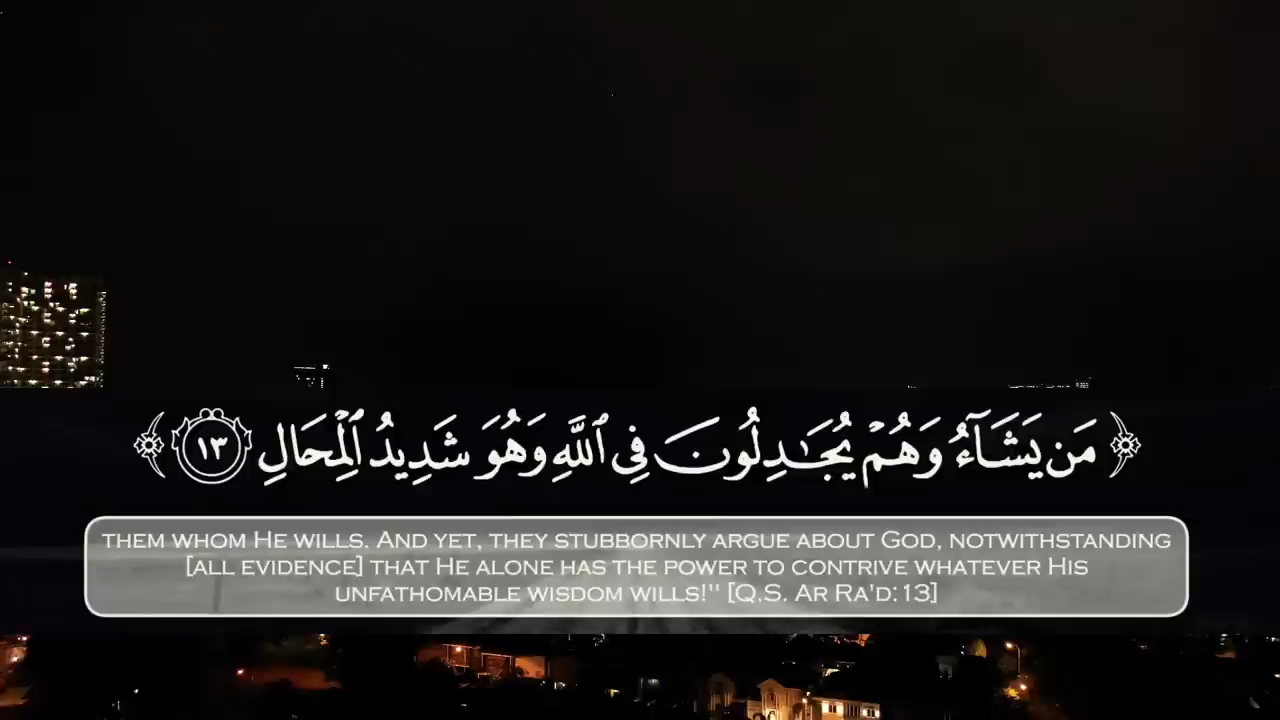 ﴿ مَن يَشَآءُ وَهُمْ يُجَـٰدِلُونَ فِى ٱللَّهِ وَهُوَ شَدِيدُ ٱلْمِحَالِ ١٣ ﴾
THEM WHOM HE WILLS. AND YET, THEY STUBBORNLY ARGUE ABOUT GOD, NOTWITHSTANDING
[ALL EVIDENCE] THAT HE ALONE HAS THE POWER TO CONTRIVE WHATEVER HIS
UNFATHOMABLE WISDOM WILLS!" [Q.S. AR RA'D:13]